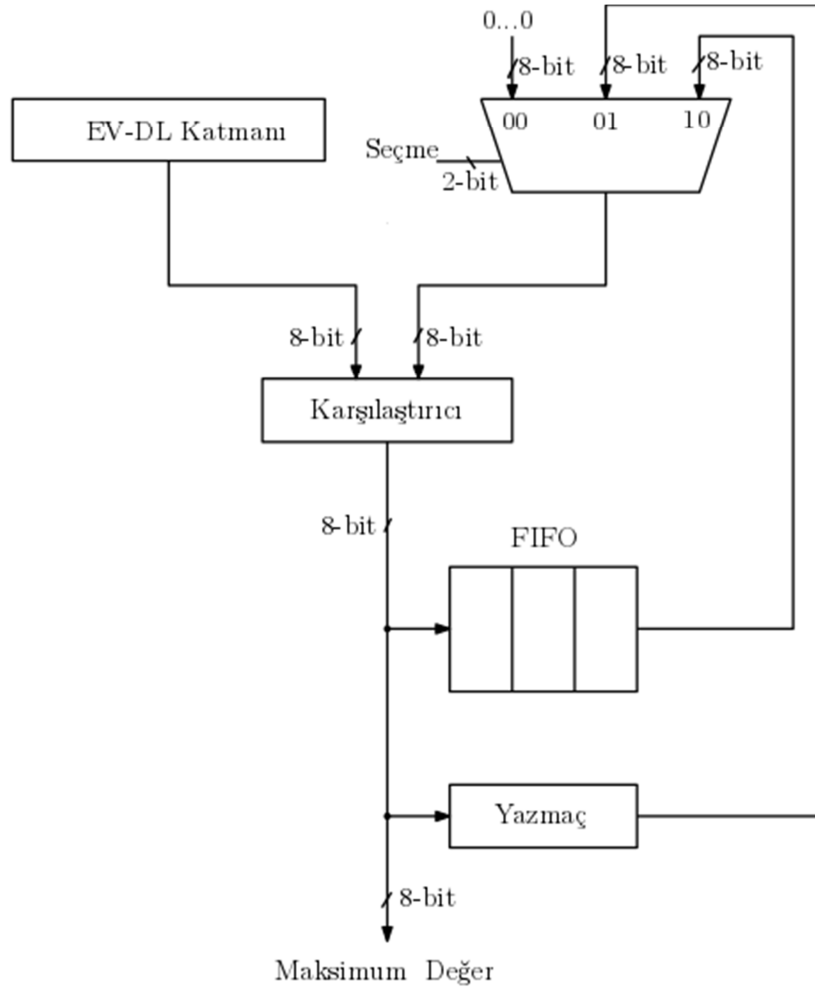 0...0
8-bit
8-bit
8-bit
EV-DL Katmanı
00
01
10
Seçme
2-bit
8-bit
8-bit
Karşılaştırıcı
8-bit
FIFO
Yazmaç
8-bit
Maksimum Değer